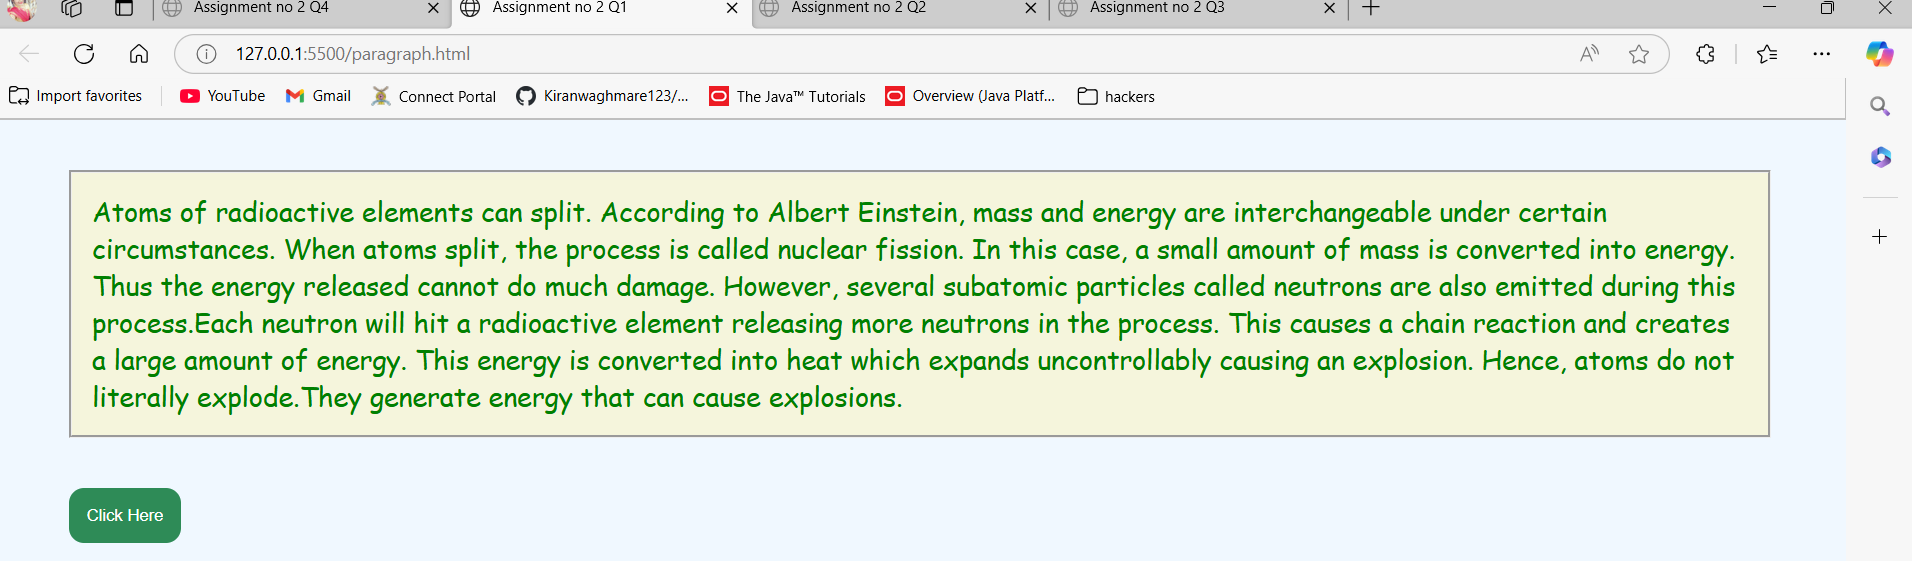 Assignment no 2 Q4
Assignment no 2 Q1
Assignment no 2 Q2
Assignment no 2 Q3
127.0.0.1:5500/paragraph.html
Import favorites
YouTube
Gmail
Connect Portal
Kiranwaghmare123/...
The Java™ Tutorials
Overview (Java Platf...
hackers
Atoms of radioactive elements can split. According to Albert Einstein, mass and energy are interchangeable under certain
circumstances. When atoms split, the process is called nuclear fission. In this case, a small amount of mass is converted into energy.
Thus the energy released cannot do much damage. However, several subatomic particles called neutrons are also emitted during this
process.Each neutron will hit a radioactive element releasing more neutrons in the process. This causes a chain reaction and creates
a large amount of energy. This energy is converted into heat which expands uncontrollably causing an explosion. Hence, atoms do not
literally explode.They generate energy that can cause explosions.
Click Here